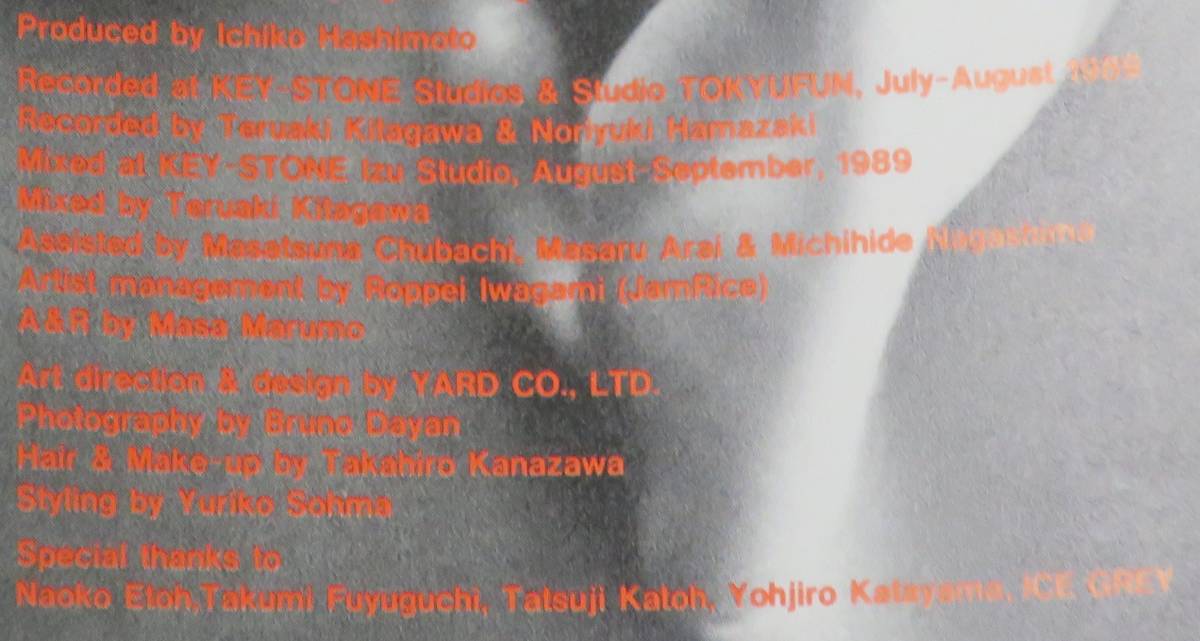 Produced by Ichiko Hashimoto
Recorded at KEY-STONE Studios & Studio TOKYUFUN, July-August 1989
Recorded by Teruaki Kitagawa & Noriyuki Hamazaki
Mixed at KEY-STONE Izu Studio, August-September, 1989
Mixed by Teruaki Kitagawa
Assisted by Masatsuna Chubachi, Masaru Arai & Michihide Nagashima
Artist management by Roppei Iwagami (JamRice)
A&R by Masa Marumo
Art direction & design by YARD CO., LTD.
Photography by Bruno Dayan
Hair & Make-up by Takahiro Kanazawa
Styling by Yuriko Sohma
Special thanks to
Naoko Etoh,Takumi Fuyuguchi, Tatsuji Katoh, Yohjiro Katayama, ICE GREY